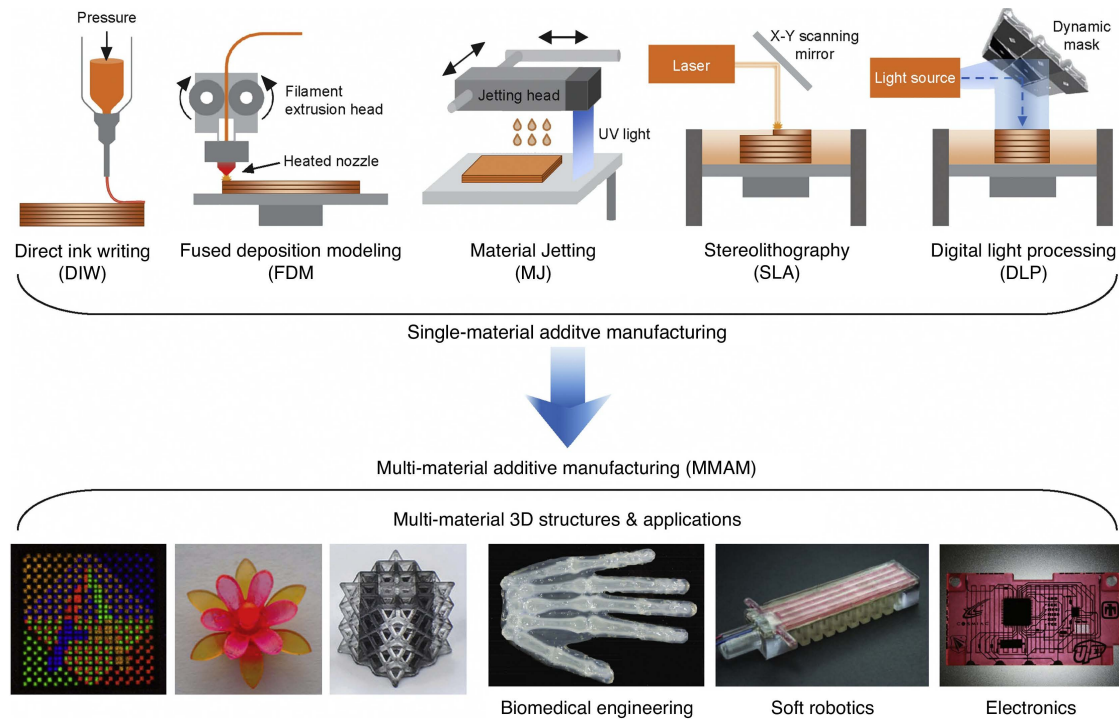 Pressure
Filament
extrusion head
Heated nozzle
Jetting head
UV light
X-Y scanning
mirror
Laser
Dynamic
mask
Light source
Direct ink writing
(DIW)
Fused deposition modeling
(FDM
Material Jetting
(MJ)
Stereolithography
(SLA)
Digital light processing
(DLP)
Single-material additve manufacturing
Multi-material additive manufacturing (MMAM)
Multi-material 3D structures & applications
Biomedical engineering
Soft robotics
Electronics